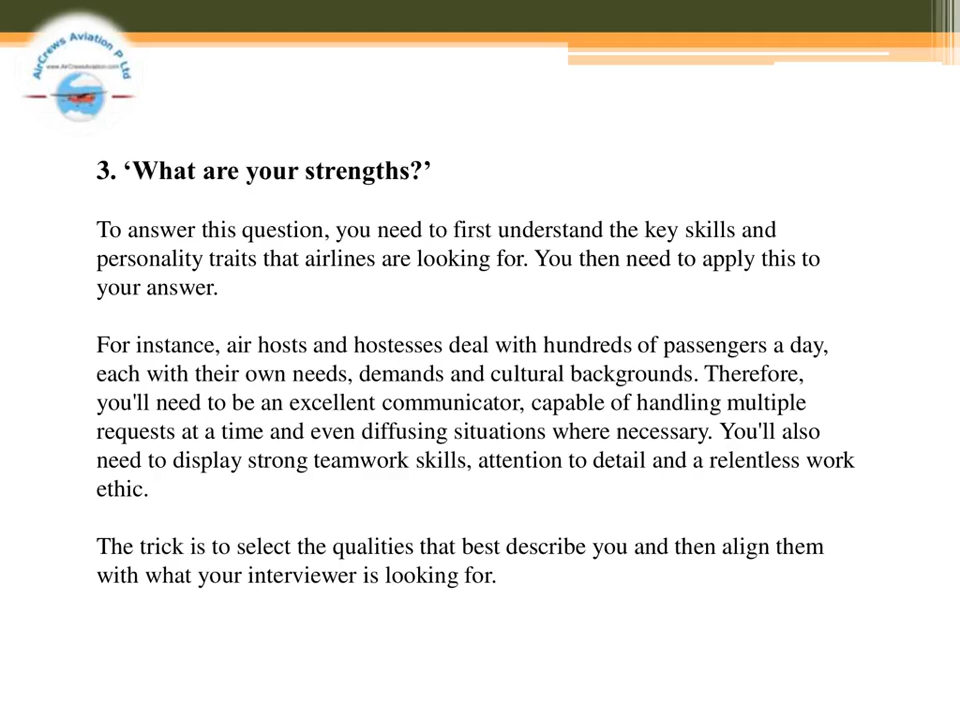 AirCrews Aviation P Ltd
www.AirCrewsAviation.com
3. ‘What are your strengths?’
To answer this question, you need to first understand the key skills and
personality traits that airlines are looking for. You then need to apply this to
your answer.
For instance, air hosts and hostesses deal with hundreds of passengers a day,
each with their own needs, demands and cultural backgrounds. Therefore,
you'll need to be an excellent communicator, capable of handling multiple
requests at a time and even diffusing situations where necessary. You'll also
need to display strong teamwork skills, attention to detail and a relentless work
ethic.
The trick is to select the qualities that best describe you and then align them
with what your interviewer is looking for.